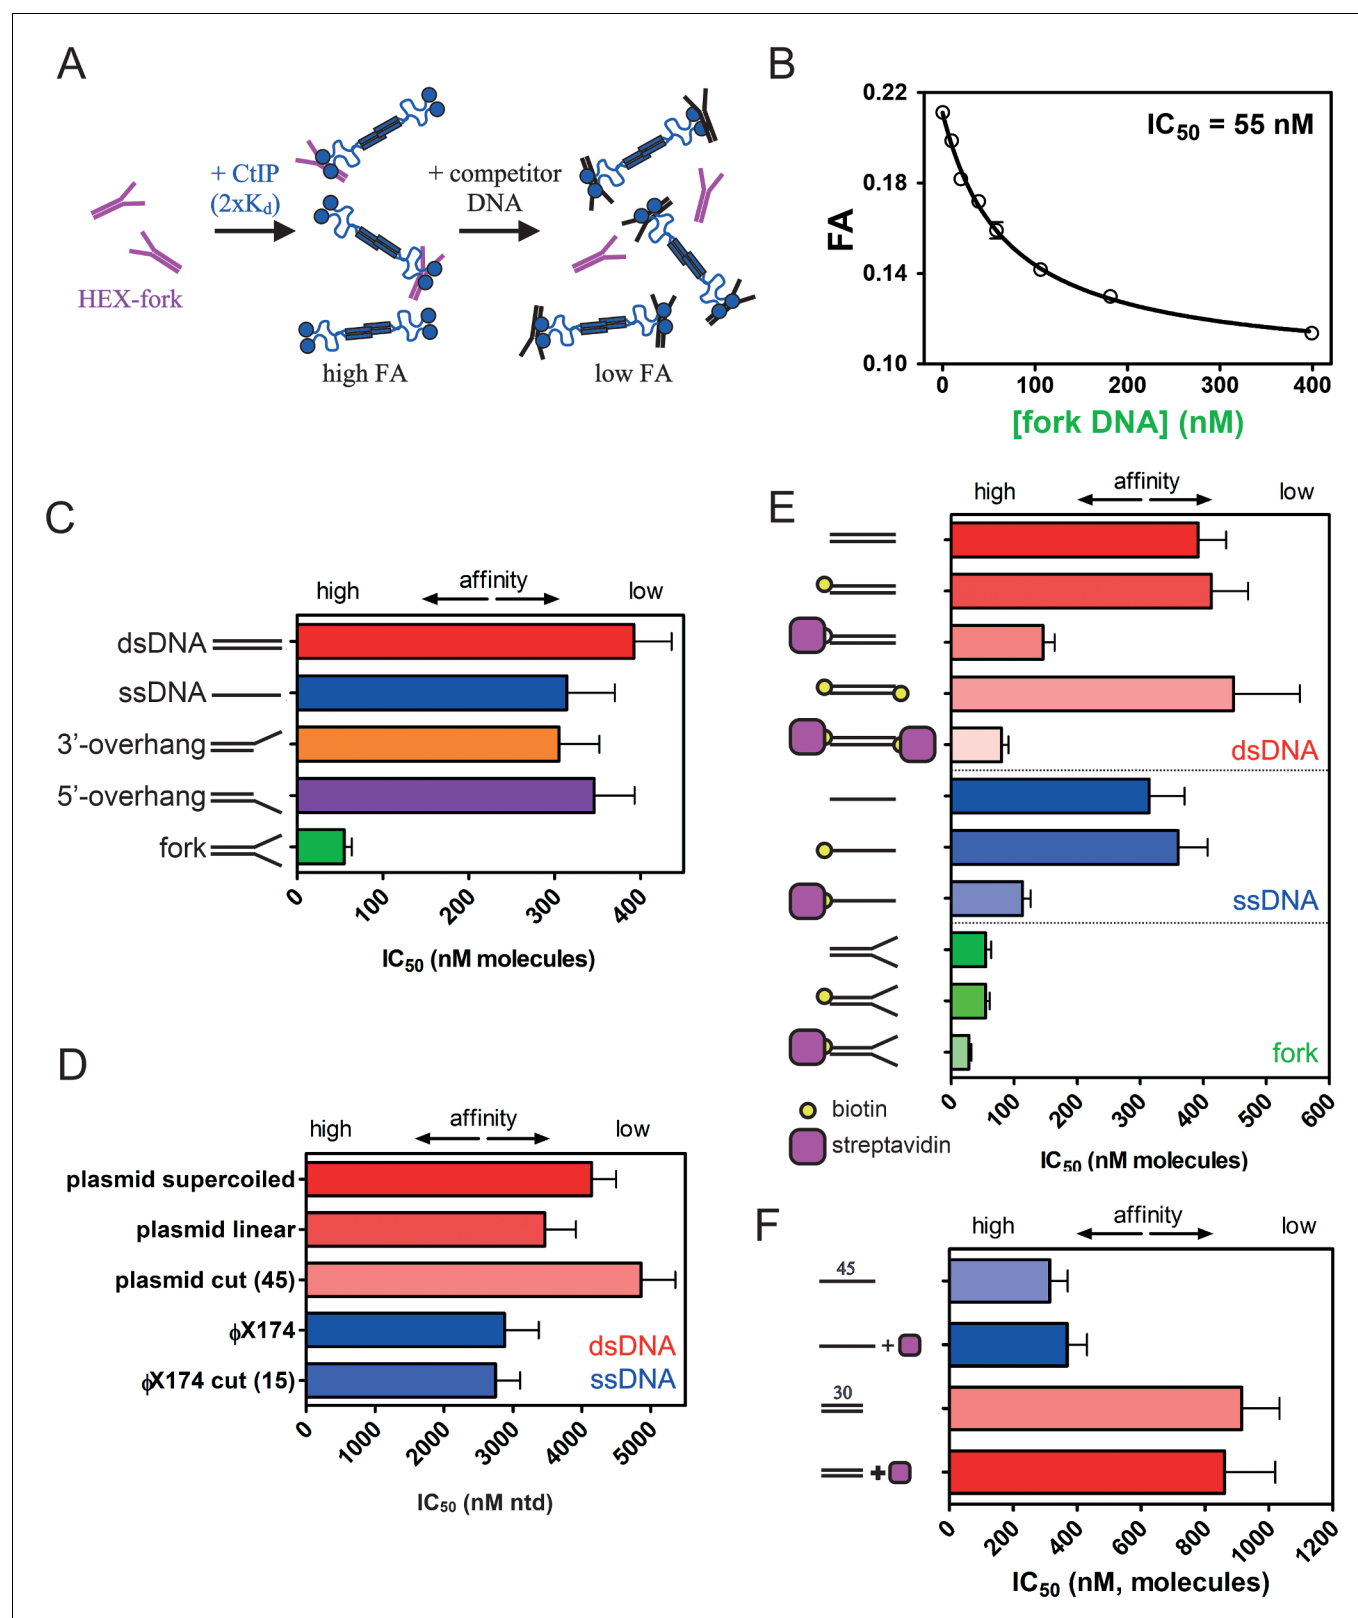 A
+ CtIP
(2xKd)
+ competitor
DNA
HEX-fork
high FA
low FA
B
0.22
0.18
0.14
0.10
FA
IC50 = 55 nM
0 100 200 300 400
[fork DNA] (nM)
C
high affinity low
dsDNA
ssDNA
3’-overhang
5’-overhang
fork
0 100 200 300 400
IC50 (nM molecules)
D
high affinity low
plasmid supercoiled
plasmid linear
plasmid cut (45)
ϕX174
ϕX174 cut (15)
dsDNA
ssDNA
0 1000 2000 3000 4000 5000
IC50 (nM ntd)
E
high affinity low
dsDNA
ssDNA
fork
0 100 200 300 400 500 600
biotin
streptavidin
IC50 (nM molecules)
F
high affinity low
45
+
30
+
0 200 400 600 800 1000 1200
IC50 (nM, molecules)